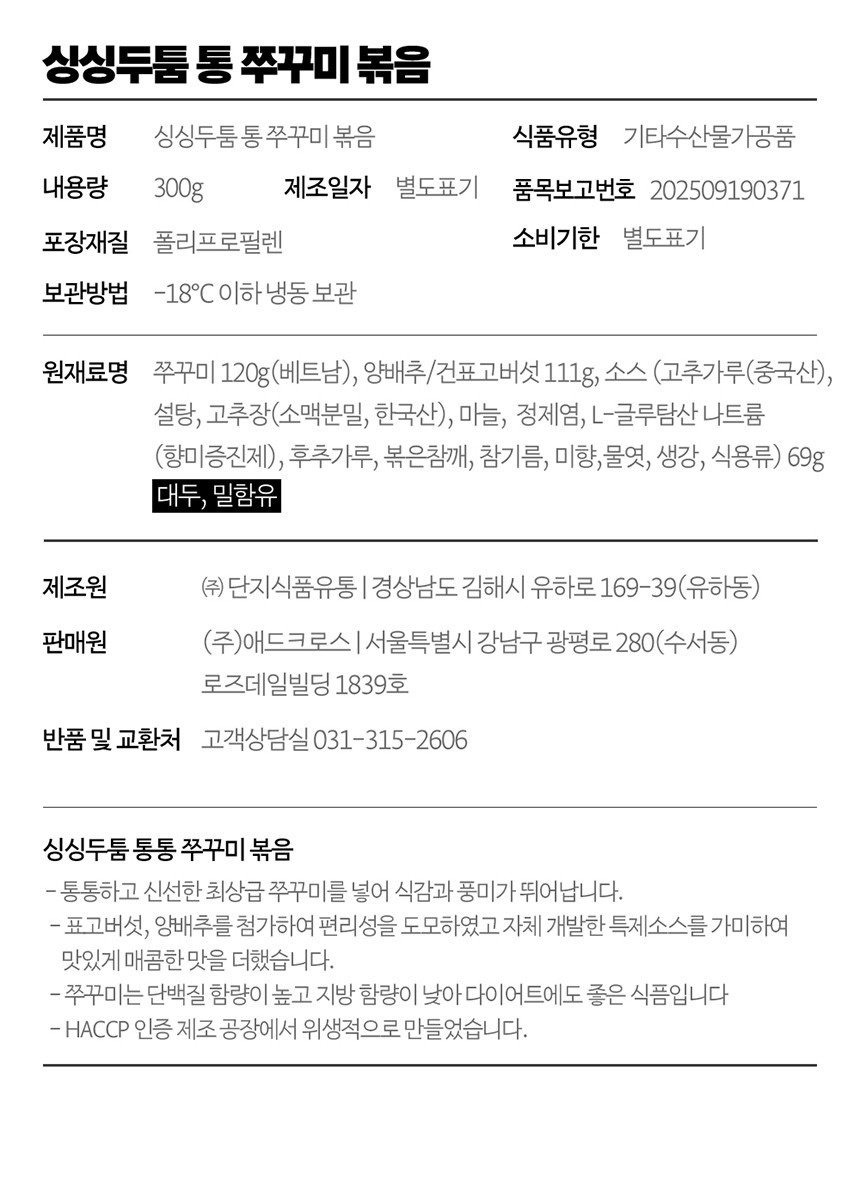 싱싱두툼 통 쭈꾸미 볶음
제품명 싱싱두툼 통 쭈꾸미 볶음 식품유형 기타수산물가공품
내용량 300g 제조일자 별도표기 품목보고번호 202509190371
포장재질 폴리프로필렌 소비기한 별도표기
보관방법 -18℃ 이하 냉동 보관
원재료명 쭈꾸미 120g(베트남), 양배추/건표고버섯 111g, 소스 (고추가루(중국산),
설탕, 고추장(소맥분밀, 한국산), 마늘, 정제염, L-글루탐산 나트륨
(향미증진제), 후추가루, 볶은참깨, 참기름, 미향,물엿, 생강, 식용류) 69g
대두, 밀함유
제조원 ㈜ 단지식품유통 | 경상남도 김해시 유하로 169-39(유하동)
판매원 (주)애드크로스 | 서울특별시 강남구 광평로 280(수서동)
로즈데일빌딩 1839호
반품 및 교환처 고객상담실 031-315-2606
싱싱두툼 통통 쭈꾸미 볶음
- 통통하고 신선한 최상급 쭈꾸미를 넣어 식감과 풍미가 뛰어납니다.
- 표고버섯, 양배추를 첨가하여 편리성을 도모하였고 자체 개발한 특제소스를 가미하여
맛있게 매콤한 맛을 더했습니다.
- 쭈꾸미는 단백질 함량이 높고 지방 함량이 낮아 다이어트에도 좋은 식픔입니다
- HACCP 인증 제조 공장에서 위생적으로 만들었습니다.